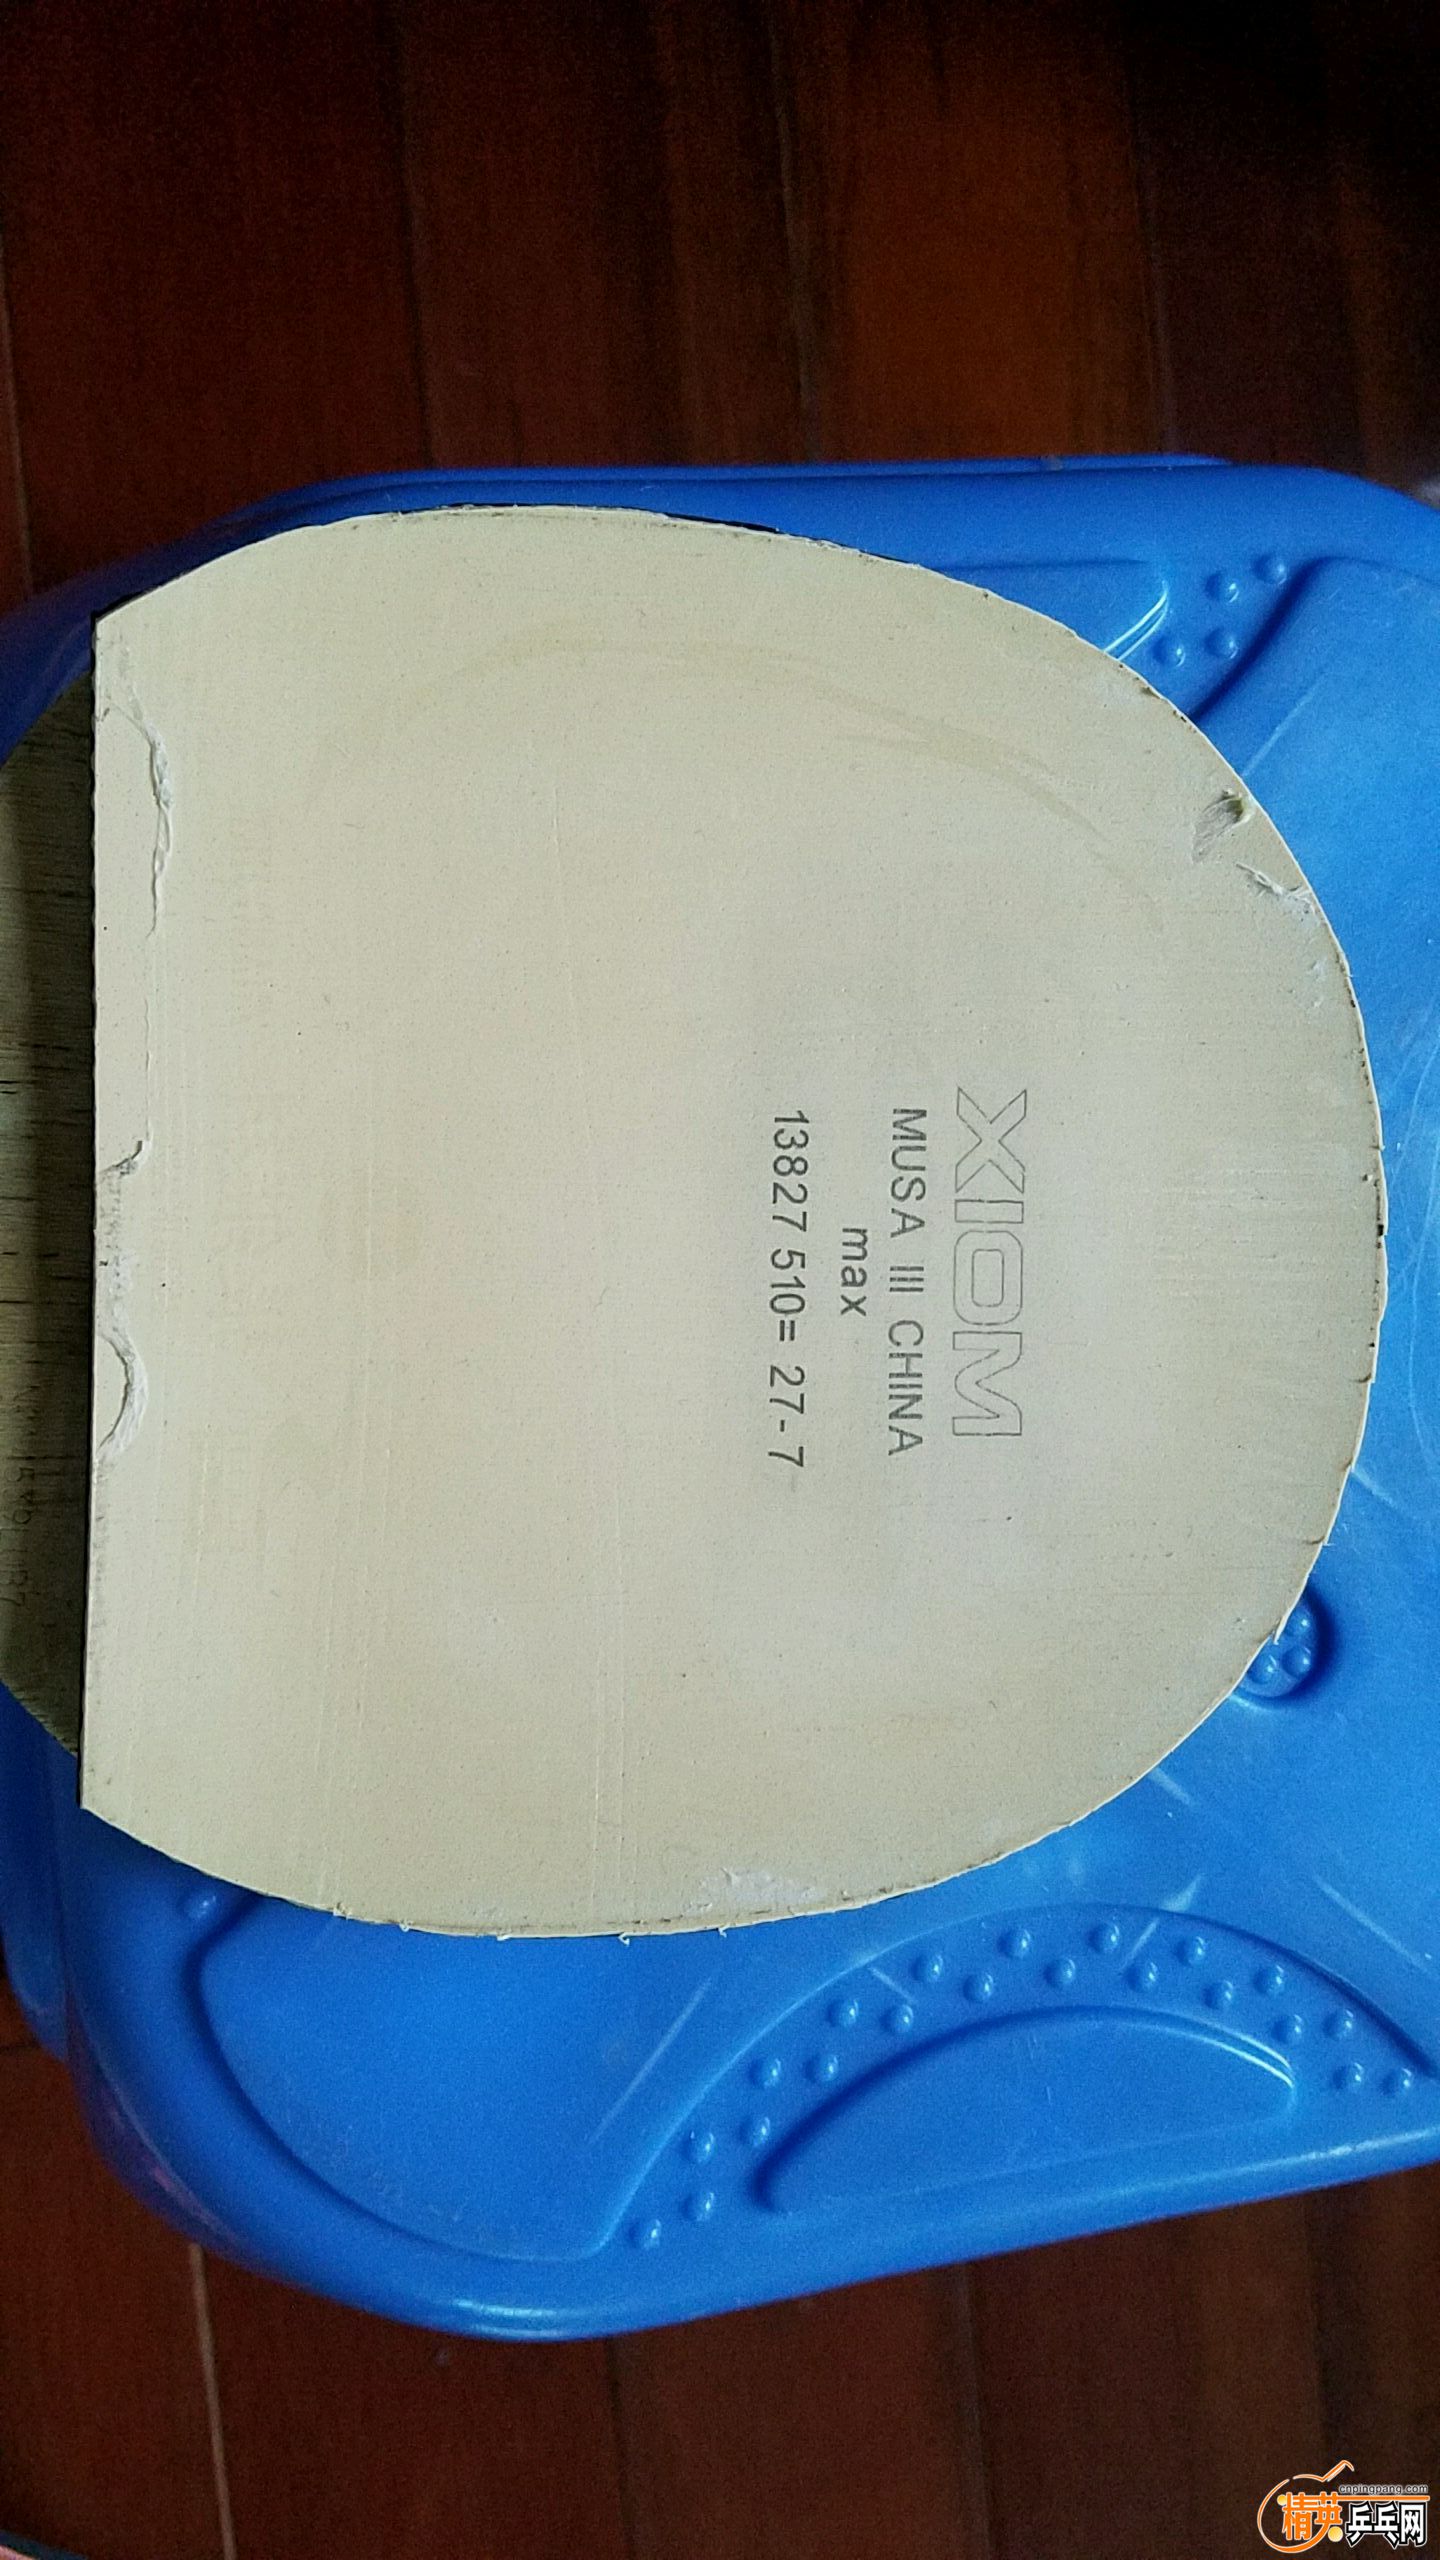 XIOM
MUSA III CHINA
max
13827 510= 27-7
cnpingpang.com
精英乒乓网